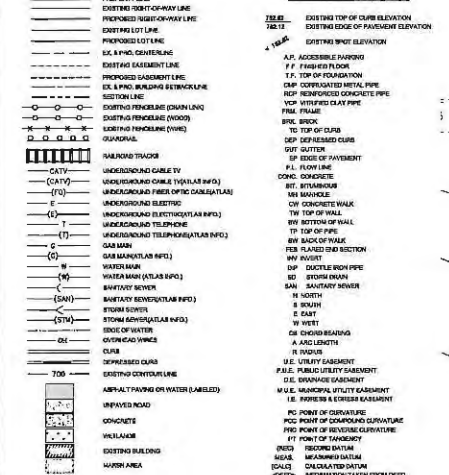 EXISTING RIGHT-OF-WAY LINE
PROPOSED RIGHT-OF-WAY LINE
EXISTING LOT LINE
PROPOSED LOT LINE
EX. & PRO. CENTERLINE
EXISTING EASEMENT LINE
PROPOSED EASEMENT LINE
EX. & PRO. BUILDING SETBACK LINE
SECTION LINE
EXISTING FENCELINE (CHAIN LINK)
EXISTING FENCELINE (WOOD)
EXISTING FENCELINE (WIRE)
GUARDRAIL
RAILROAD TRACKS
CATV UNDERGROUND CABLE TV
(CATV) UNDERGROUND CABLE TV(ATLAS INFO.)
(FO) UNDERGROUND FIBER OPTIC CABLE(ATLAS)
E UNDERGROUND ELECTRIC
(E) UNDERGROUND ELECTRIC(ATLAS INFO.)
T UNDERGROUND TELEPHONE
(T) UNDERGROUND TELEPHONE(ATLAS INFO.)
G GAS MAIN
(G) GAS MAIN(ATLAS INFO.)
W WATER MAIN
(W) WATER MAIN (ATLAS INFO.)
SANITARY SEWER
(SAN) SANITARY SEWER(ATLAS INFO.)
STORM SEWER
(STM) STORM SEWER(ATLAS INFO.)
EDGE OF WATER
OH OVERHEAD WIRES
CURB
DEPRESSED CURB
700 EXISTING CONTOUR LINE
ASPHALT PAVING OR WATER (LABELED)
UNPAVED ROAD
CONCRETE
WETLANDS
EXISTING BUILDING
MARSH AREA
EXISTING TOP OF CURB ELEVATION
EXISTING EDGE OF PAVEMENT ELEVATION
EXISTING SPOT ELEVATION
A.P. ACCESSIBLE PARKING
F.F. FINISHED FLOOR
T.F. TOP OF FOUNDATION
CMP CORRUGATED METAL PIPE
RCP REINFORCED CONCRETE PIPE
VCP VITRIFIED CLAY PIPE
FRM. FRAME
BRK. BRICK
TC TOP OF CURB
DEP DEPRESSED CURB
GUT GUTTER
EP EDGE OF PAVEMENT
F.L. FLOW LINE
CONC. CONCRETE
BIT. BITUMINOUS
MH MANHOLE
CW CONCRETE WALK
TW TOP OF WALL
BW BOTTOM OF WALL
TP TOP OF PIPE
BW BACK OF WALK
FES FLARED END SECTION
INV INVERT
DIP DUCTILE IRON PIPE
SD STORM DRAIN
SAN SANITARY SEWER
N NORTH
S SOUTH
E EAST
W WEST
CB CHORD BEARING
A ARC LENGTH
R RADIUS
U.E. UTILITY EASEMENT
P.U.E. PUBLIC UTILITY EASEMENT
D.E. DRAINAGE EASEMENT
M.U.E. MUNICIPAL UTILITY EASEMENT
I.E. INGRESS & EGRESS EASEMENT
PC POINT OF CURVATURE
PCC POINT OF COMPOUND CURVATURE
PRC POINT OF REVERSE CURVATURE
PT POINT OF TANGENCY
(REC) RECORD DATUM
MEAS. MEASURED DATUM
[CALC] CALCULATED DATUM